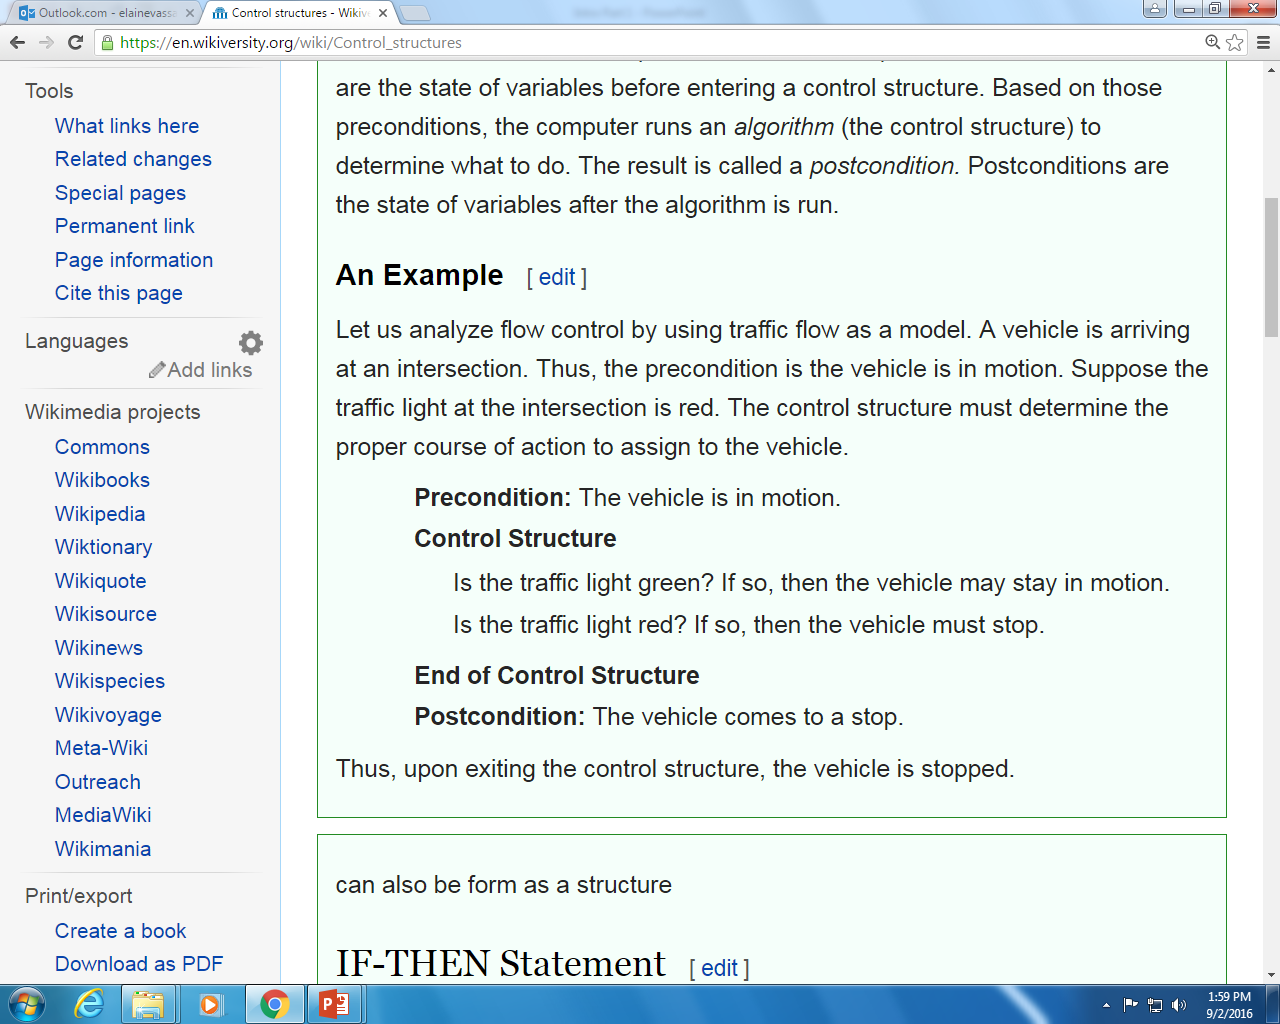 Outlook.com - elainevassa
Control structures - Wikiv
https://en.wikiversity.org/wiki/Control_structures
Tools
What links here
Related changes
Special pages
Permanent link
Page information
Cite this page
Languages
Add links
Wikimedia projects
Commons
Wikibooks
Wikipedia
Wiktionary
Wikiquote
Wikisource
Wikinews
Wikispecies
Wikivoyage
Meta-Wiki
Outreach
MediaWiki
Wikimania
Print/export
Create a book
Download as PDF
are the state of variables before entering a control structure. Based on those
preconditions, the computer runs an algorithm (the control structure) to
determine what to do. The result is called a postcondition. Postconditions are
the state of variables after the algorithm is run.
An Example [ edit ]
Let us analyze flow control by using traffic flow as a model. A vehicle is arriving
at an intersection. Thus, the precondition is the vehicle is in motion. Suppose the
traffic light at the intersection is red. The control structure must determine the
proper course of action to assign to the vehicle.
Precondition: The vehicle is in motion.
Control Structure
Is the traffic light green? If so, then the vehicle may stay in motion.
Is the traffic light red? If so, then the vehicle must stop.
End of Control Structure
Postcondition: The vehicle comes to a stop.
Thus, upon exiting the control structure, the vehicle is stopped.
can also be form as a structure
IF-THEN Statement [ edit ]
1:59 PM
9/2/2016